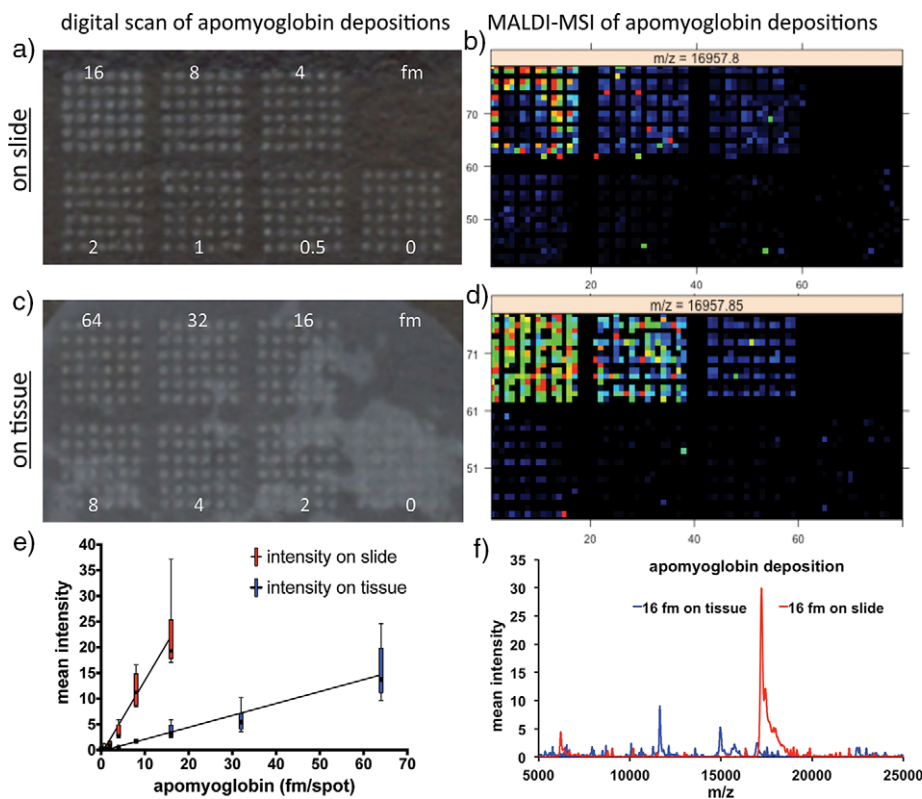 digital scan of apomyoglobin depositions
MALDI-MSI of apomyoglobin depositions
a)
on slide
16 8 4 fm
2 1 0.5 0
b)
m/z = 16957.8
70
60
50
20 40 60
c)
on tissue
64 32 16 fm
8 4 2 0
d)
m/z = 16957.85
71
61
51
20 40 60
e)
mean intensity
40
35
30
25
20
15
10
5
0
intensity on slide
intensity on tissue
0 10 20 30 40 50 60 70
apomyoglobin (fm/spot)
f)
apomyoglobin deposition
16 fm on tissue 16 fm on slide
mean intensity
35
30
25
20
15
10
5
0
5000 10000 15000 20000 25000
m/z